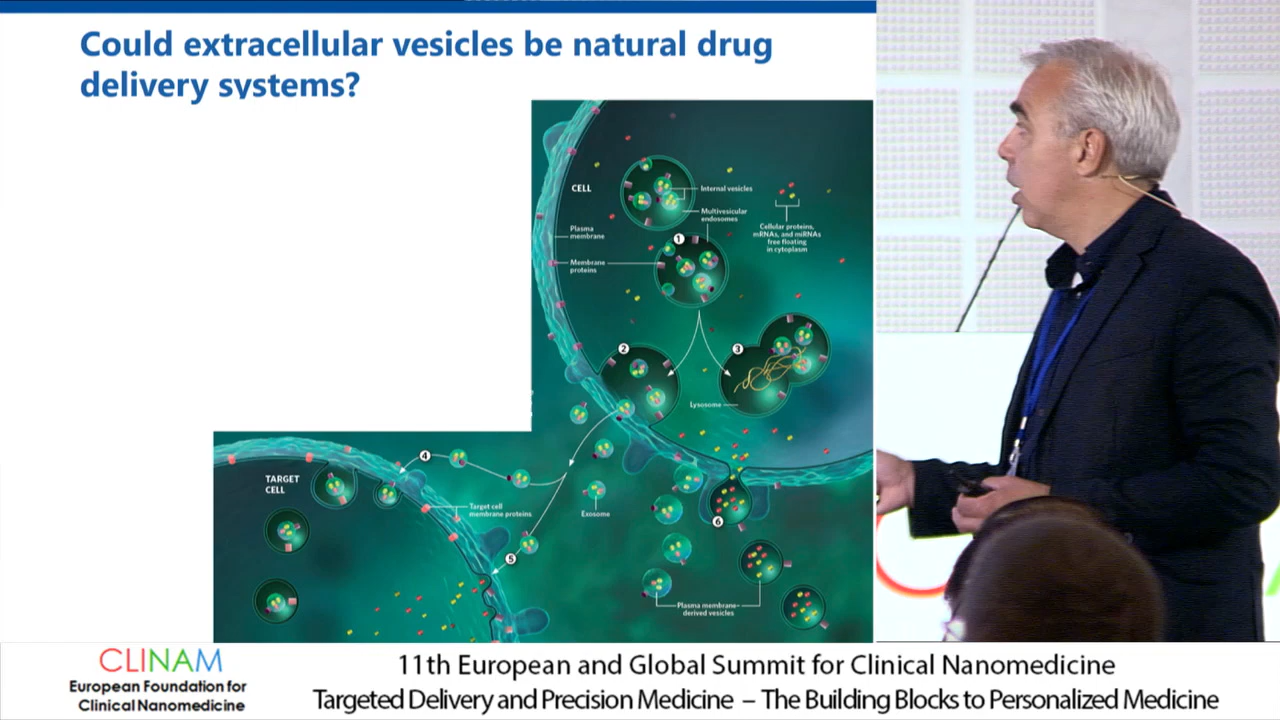 Could extracellular vesicles be natural drug
delivery systems?
CELL
Internal vesicles
Multivesicular
endosomes
Cellular proteins,
mRNAs, and miRNAs
free floating
in cytoplasm
Plasma
membrane
Membrane
proteins
1
2
3
Lysosome
4
TARGET
CELL
Target cell
membrane proteins
Exosome
5
6
Plasma membrane-
derived vesicles
CLINAM
European Foundation for
Clinical Nanomedicine
11th European and Global Summit for Clinical Nanomedicine
Targeted Delivery and Precision Medicine – The Building Blocks to Personalized Medicine